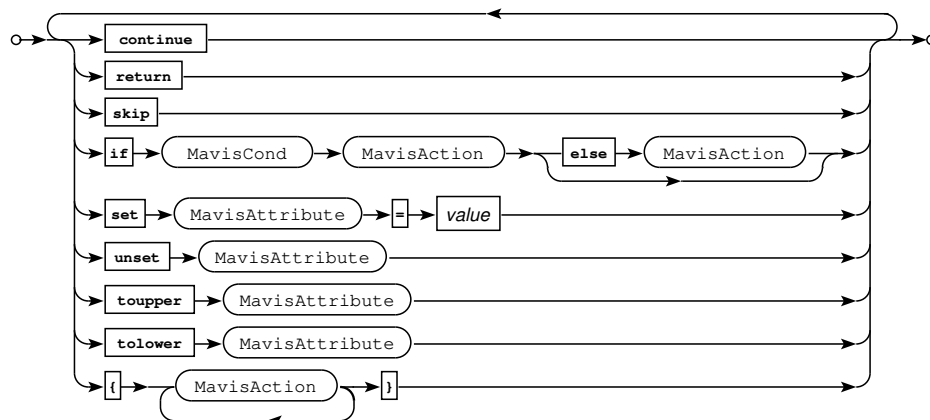 continue
return
skip
if MavisCond MavisAction else MavisAction
set MavisAttribute = value
unset MavisAttribute
toupper MavisAttribute
tolower MavisAttribute
{ MavisAction }